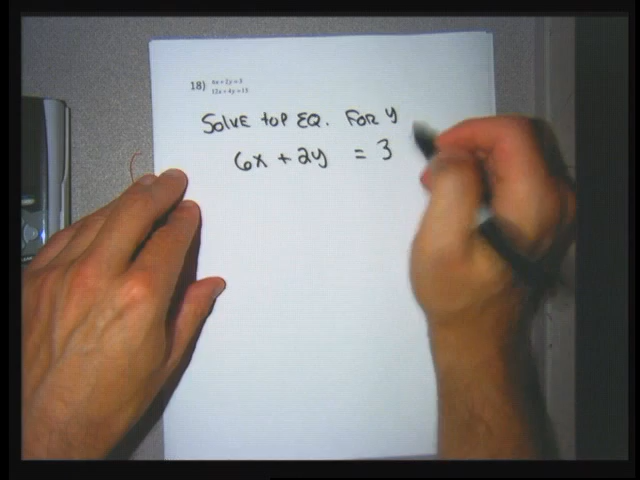 18) 6x + 2y = 3
12x + 4y = 15
SOLVE TOP EQ. FOR y
6x + 2y = 3